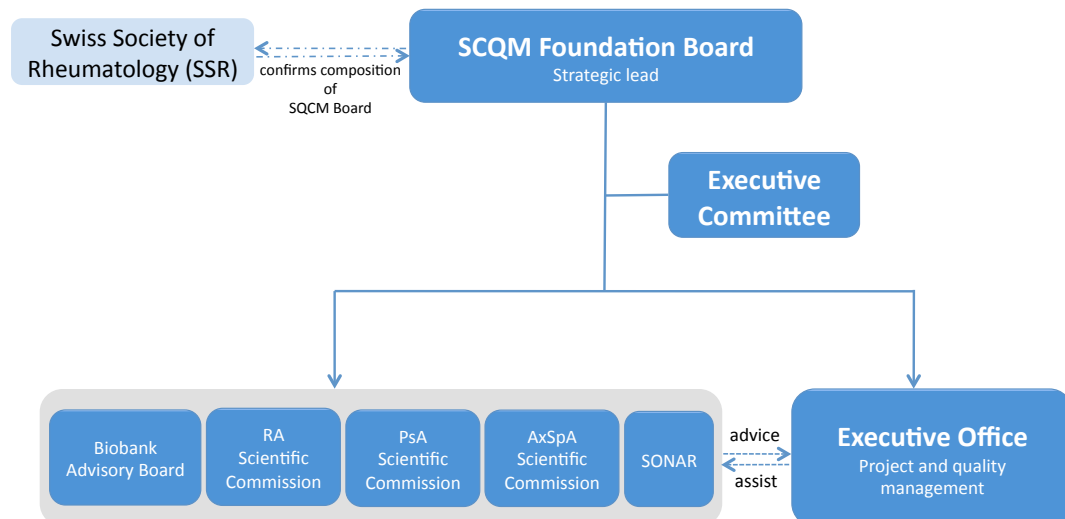 Swiss Society of
Rheumatology (SSR)
confirms composition
of
SQCM Board
SCQM Foundation Board
Strategic lead
Executive
Committee
Biobank
Advisory Board
RA
Scientific
Commission
PsA
Scientific
Commission
AxSpA
Scientific
Commission
SONAR
advice
assist
Executive Office
Project and quality
management